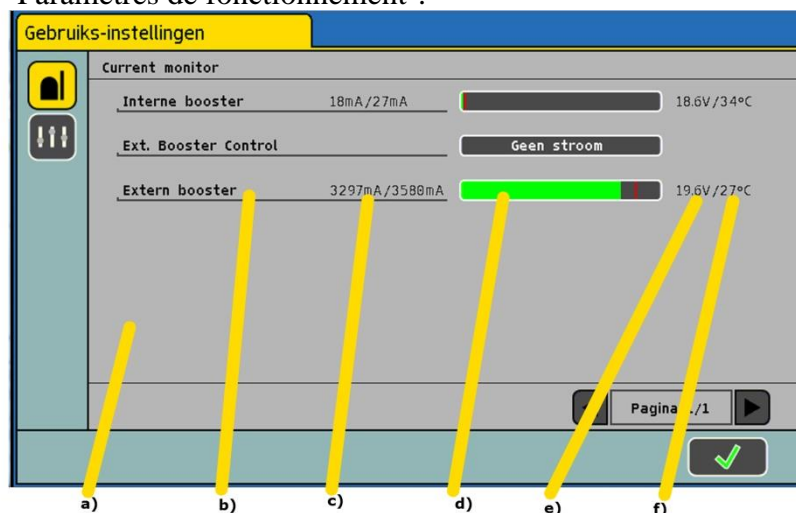 Paramètres de fonctionnement".
Gebruiks-instellingen
Current monitor
Interne booster 18mA/27mA 18.6V/34°C
Ext. Booster Control Geen stroom
Extern booster 3297mA/3580mA 19.6V/27°C
Pagina /1
a) b) c) d) e) f)